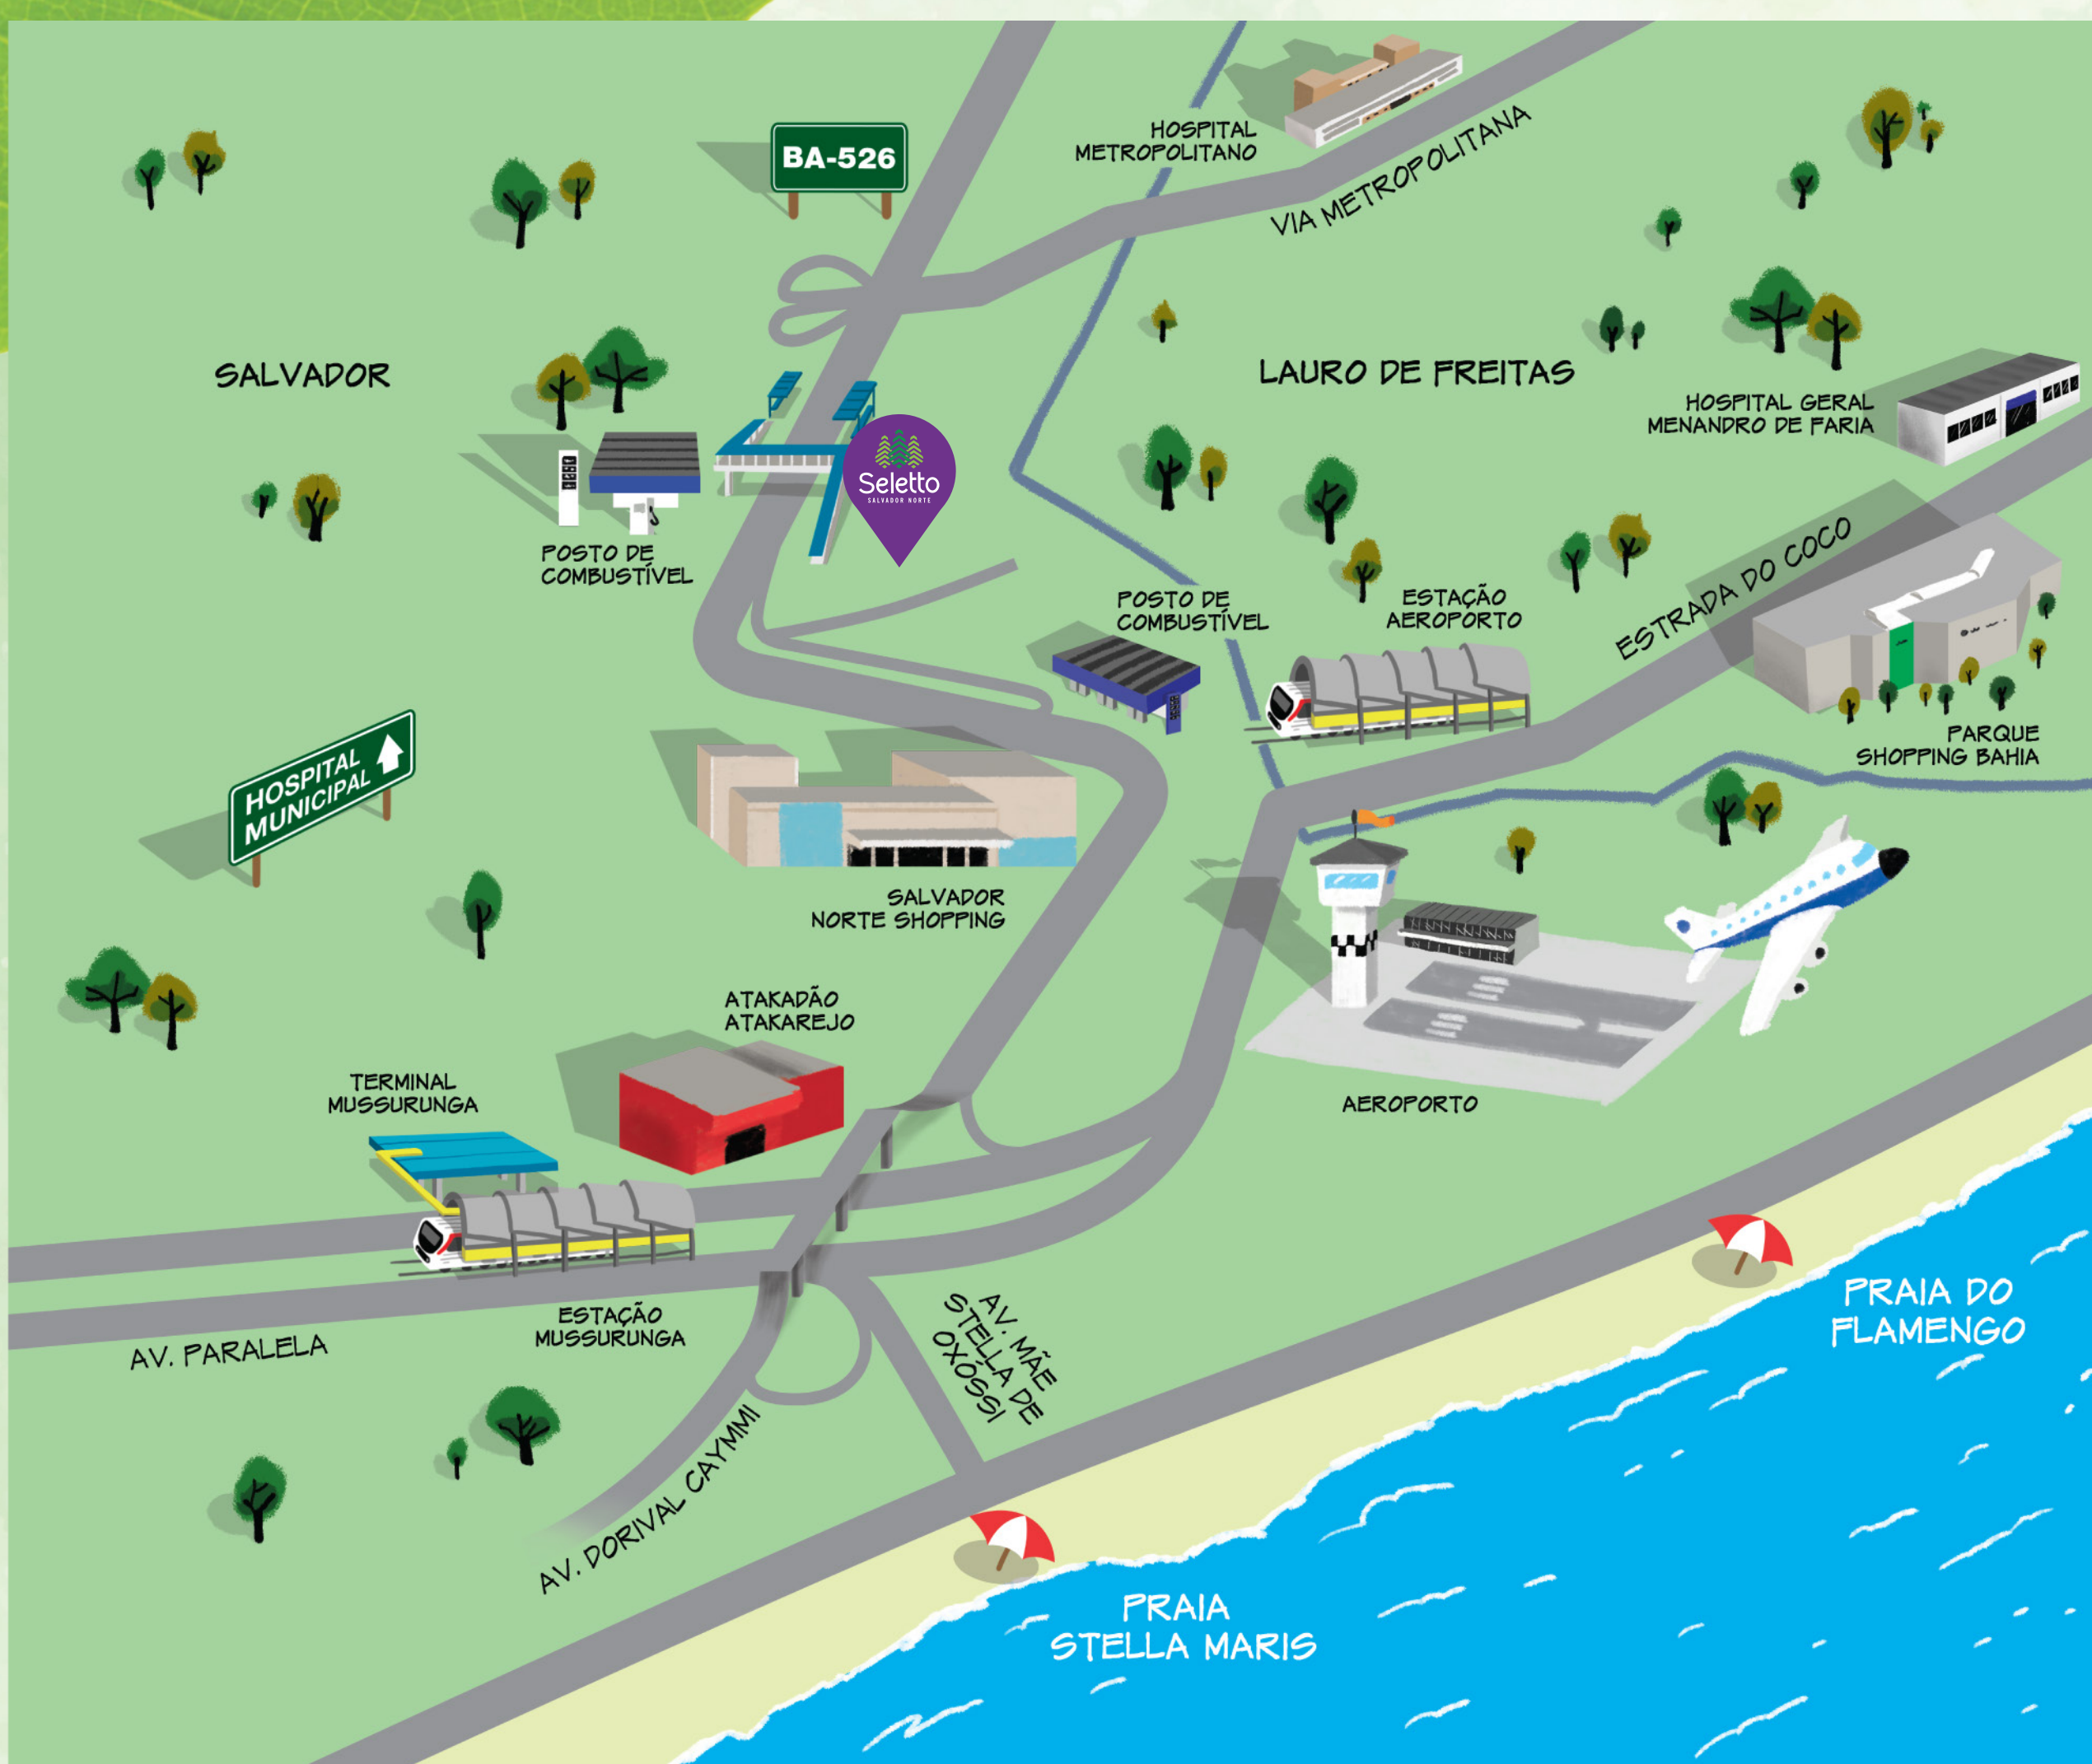 HOSPITAL
METROPOLITANO
BA-526
VIA METROPOLITANA
SALVADOR
LAURO DE FREITAS
HOSPITAL GERAL
MENANDRO DE FARIA
Seletto
SALVADOR NORTE
ESTRADA DO COCO
POSTO DE
COMBUSTÍVEL
POSTO DE
COMBUSTÍVEL
ESTAÇÃO
AEROPORTO
PARQUE
SHOPPING BAHIA
HOSPITAL
MUNICIPAL
SALVADOR
NORTE SHOPPING
ATAKADÃO
ATAKAREJO
TERMINAL
MUSSURUNGA
AEROPORTO
ESTAÇÃO
MUSSURUNGA
AV. PARALELA
AV. MÃE
STELLA DE
OXÓSSI
PRAIA DO
FLAMENGO
AV. DORIVAL CAYMMI
PRAIA
STELLA MARIS